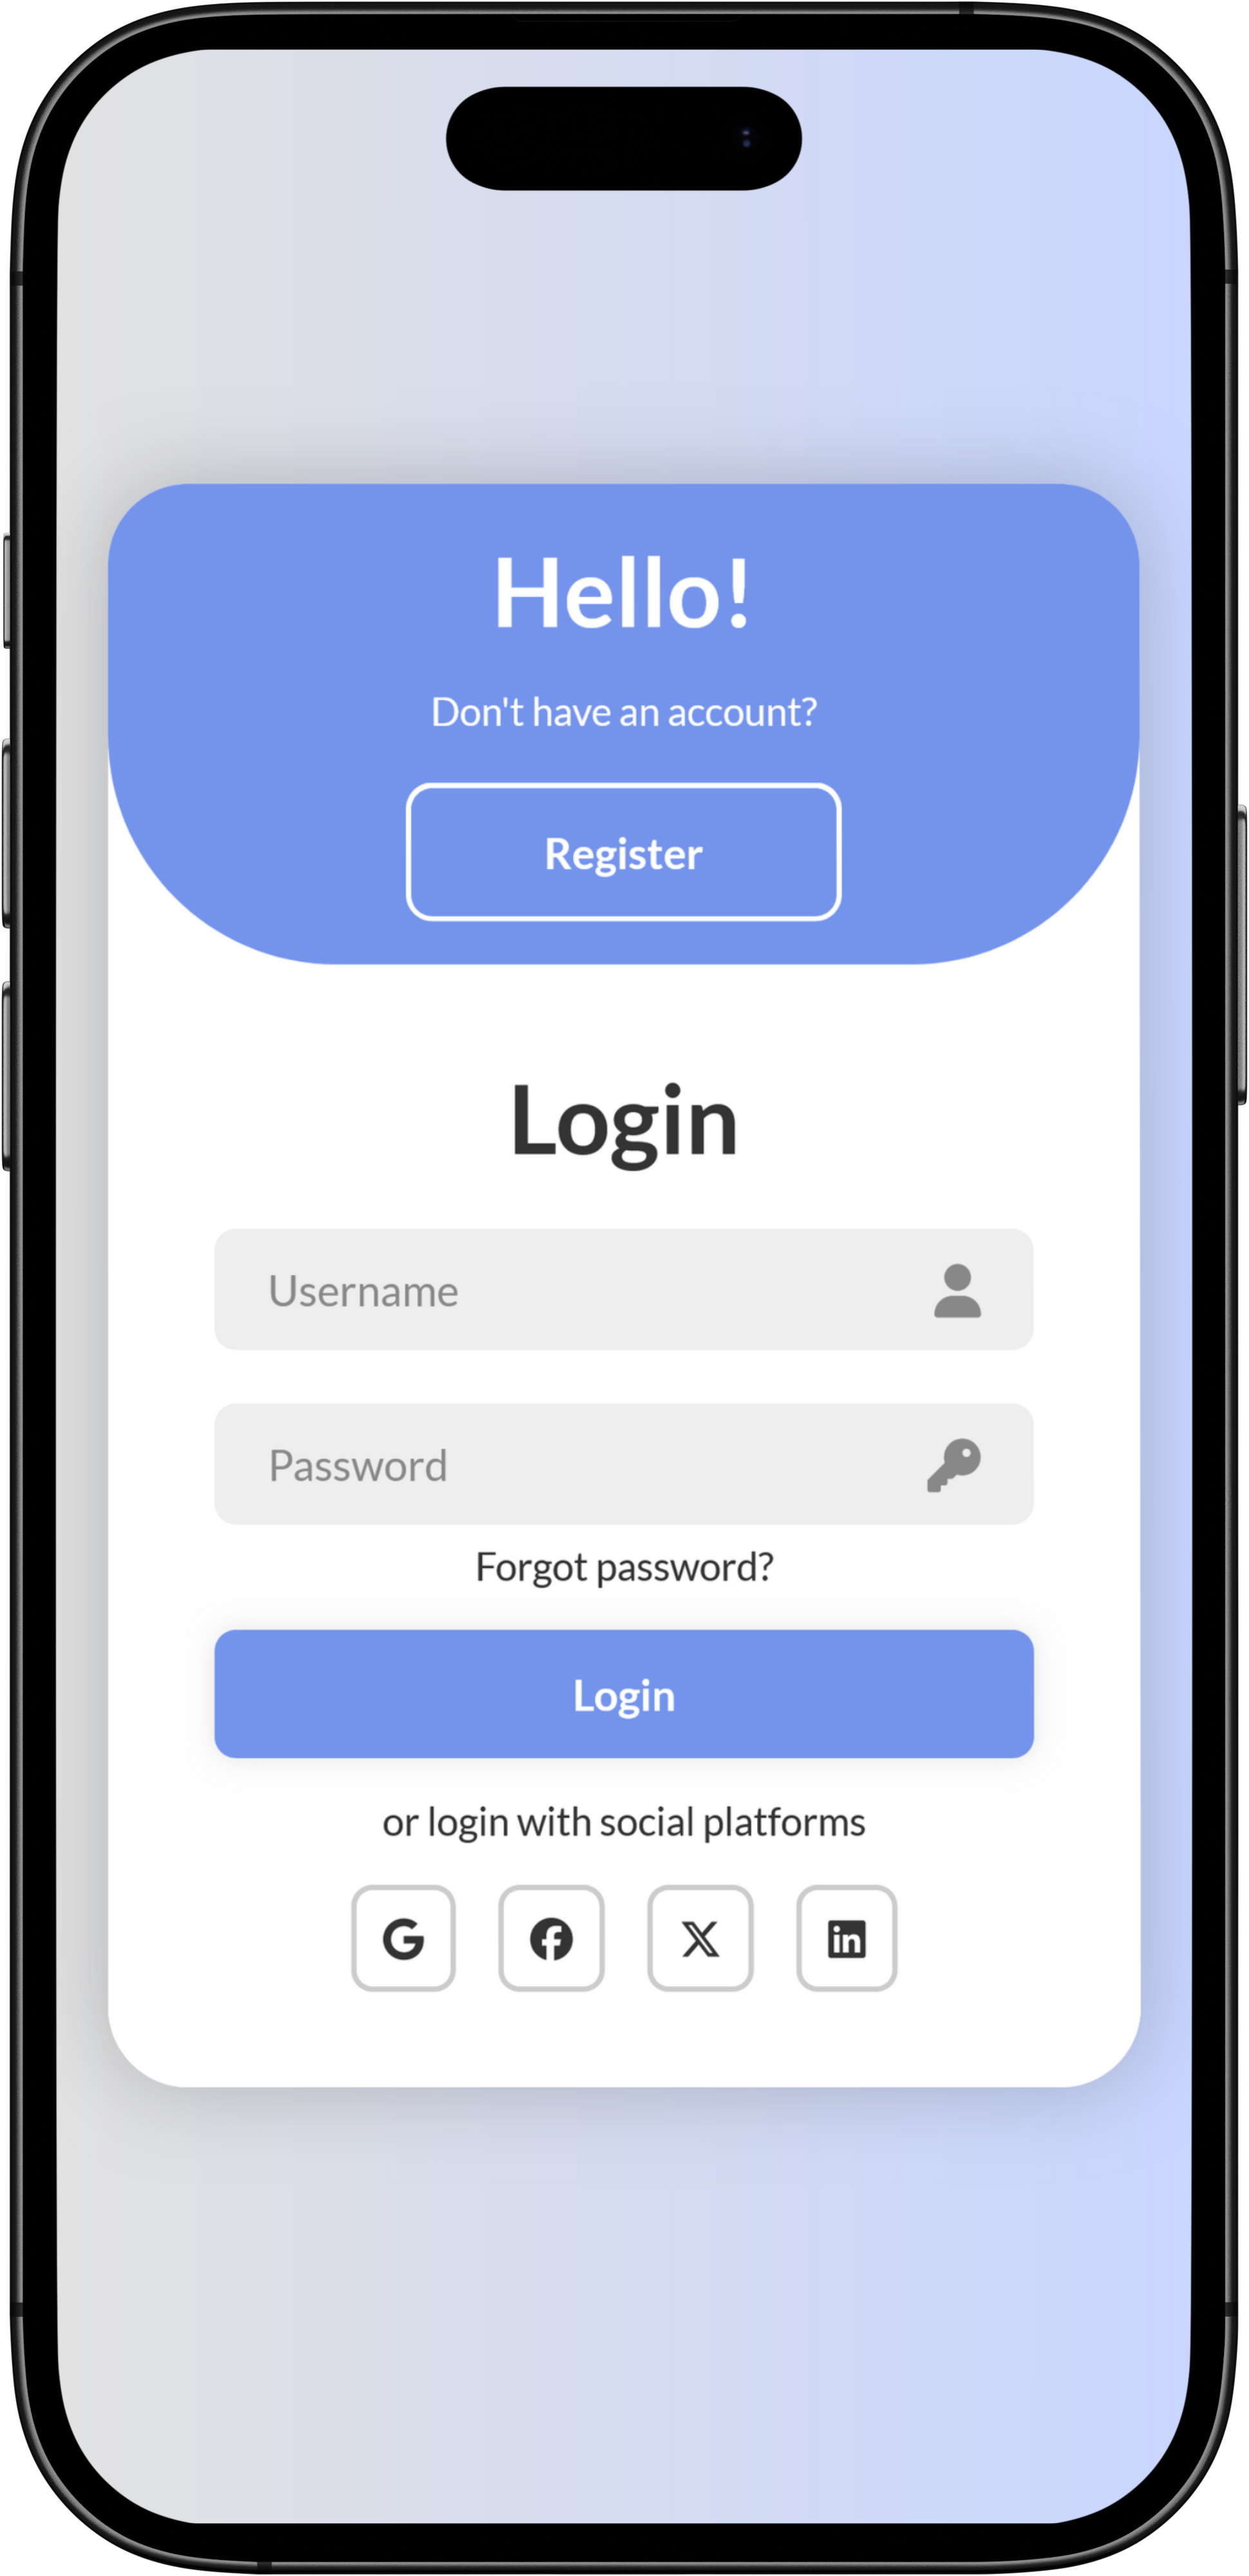 Hello!
Don't have an account?
Register
Login
Username
Password
Forgot password?
Login
or login with social platforms